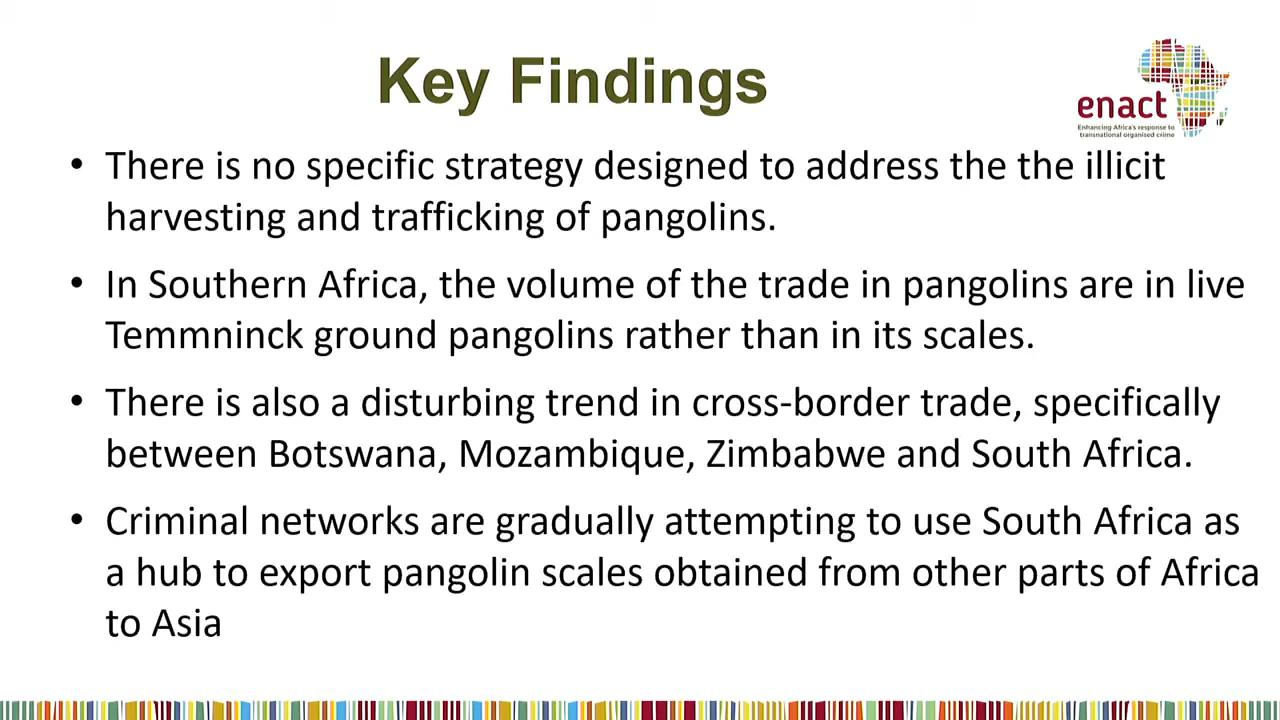 Key Findings
enact
Enhancing Africa's response to
transnational organised crime
• There is no specific strategy designed to address the the illicit
harvesting and trafficking of pangolins.
• In Southern Africa, the volume of the trade in pangolins are in live
Temmninck ground pangolins rather than in its scales.
• There is also a disturbing trend in cross-border trade, specifically
between Botswana, Mozambique, Zimbabwe and South Africa.
• Criminal networks are gradually attempting to use South Africa as
a hub to export pangolin scales obtained from other parts of Africa
to Asia